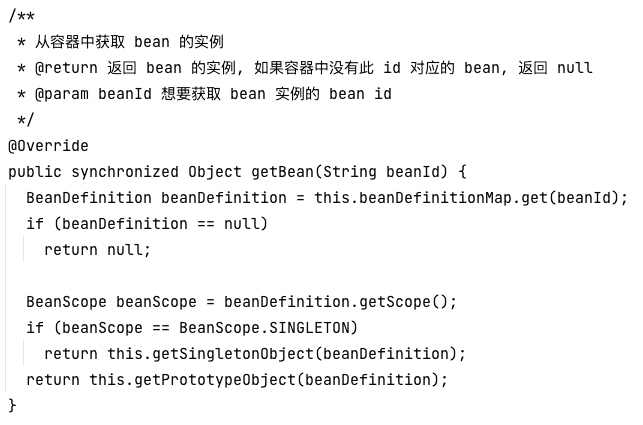 /**
 * 从容器中获取 bean 的实例
 * @return 返回 bean 的实例, 如果容器中没有此 id 对应的 bean, 返回 null
 * @param beanId 想要获取 bean 实例的 bean id
 */
@Override
public synchronized Object getBean(String beanId) {
  BeanDefinition beanDefinition = this.beanDefinitionMap.get(beanId);
  if (beanDefinition == null)
    return null;

  BeanScope beanScope = beanDefinition.getScope();
  if (beanScope == BeanScope.SINGLETON)
    return this.getSingletonObject(beanDefinition);
  return this.getPrototypeObject(beanDefinition);
}